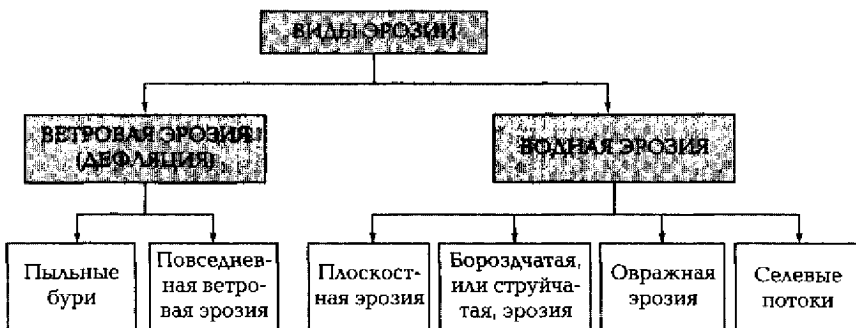 ВИДЫ ЭРОЗИИ
ВЕТРОВАЯ ЭРОЗИЯ
(ДЕФЛЯЦИЯ)
ВОДНАЯ ЭРОЗИЯ
Пыльные
бури
Повседнев-
ная ветро-
вая эрозия
Плоскост-
ная эрозия
Бороздчатая,
или струйча-
тая, эрозия
Овражная
эрозия
Селевые
потоки